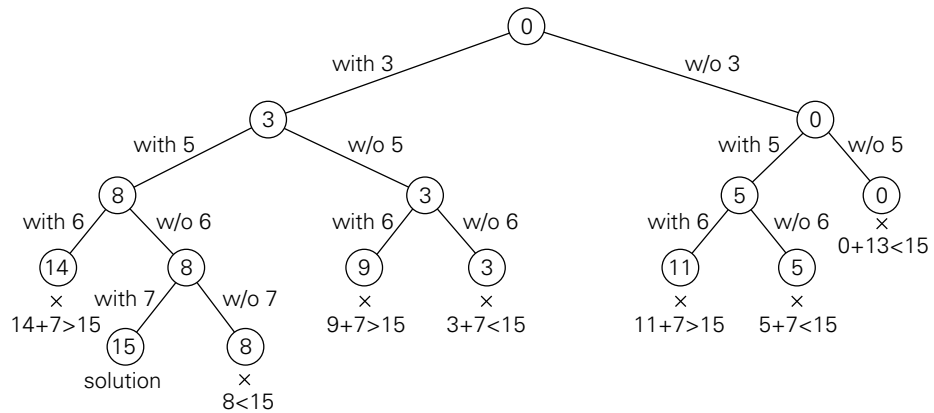 0
with 3
w/o 3
3
0
with 5
w/o 5
with 5
w/o 5
8
3
5
0
with 6
w/o 6
with 6
w/o 6
with 6
w/o 6
×
0+13<15
14
8
9
3
11
5
×
with 7
w/o 7
×
×
×
×
14+7>15
9+7>15
3+7<15
11+7>15
5+7<15
15
8
solution
×
8<15